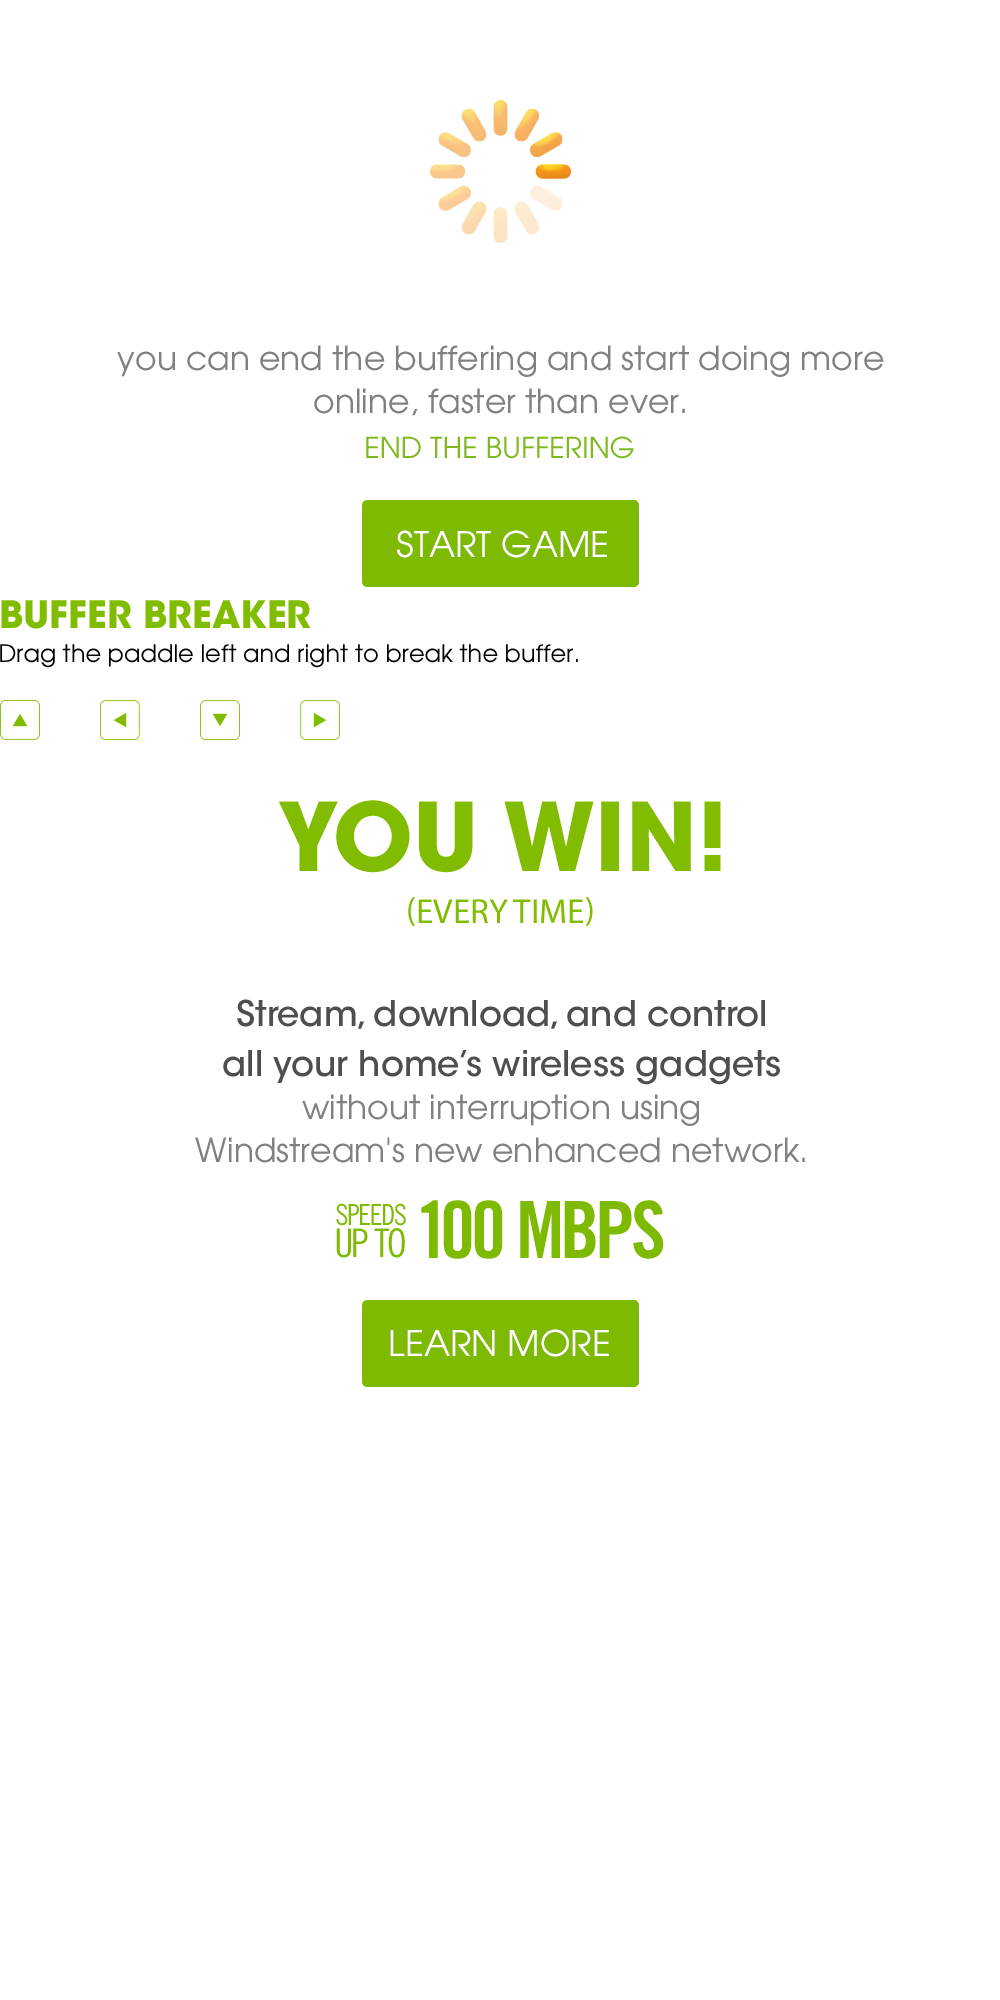 you can end the buffering and start doing more
online, faster than ever.
END THE BUFFERING
START GAME
BUFFER BREAKER
Drag the paddle left and right to break the buffer.
YOU WIN!
(EVERY TIME)
Stream, download, and control
all your home’s wireless gadgets
without interruption using
Windstream's new enhanced network.
SPEEDS
UP TO 100 MBPS
LEARN MORE